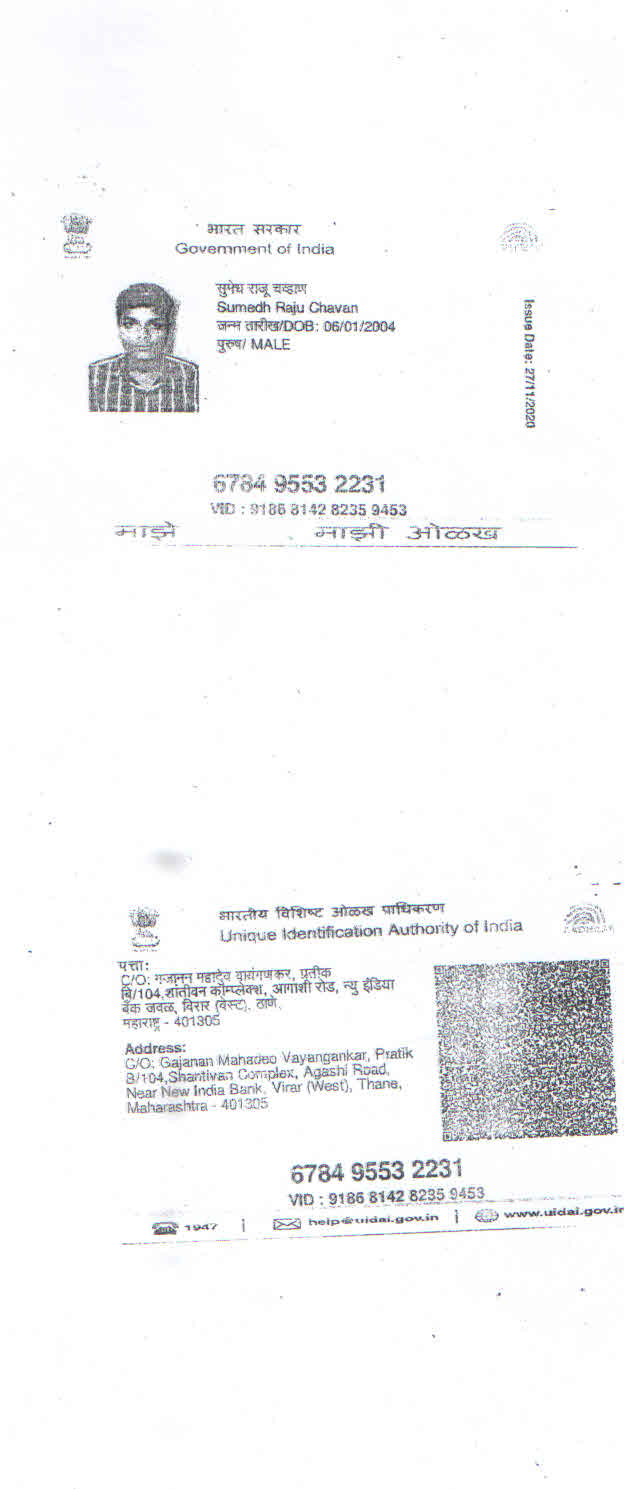 भारत सरकार
Government of India
सुमेध राजू चव्हाण
Sumedh Raju Chavan
जन्म तारीख/DOB: 06/01/2004
पुरुष/ MALE
Issue Date: 27/11/2020
6784 9553 2231
VID : 9186 8142 8235 9453
माझे माझी ओळख
भारतीय विशिष्ट ओळख प्राधिकरण
Unique Identification Authority of India
AADHAAR
पत्ता:
C/O: गजानन महादेव वायंगणकर, प्रतीक
बि/104,शांतीवन कॉम्प्लेक्स, आगाशी रोड, न्यु इंडिया
बँक जवळ, विरार (वेस्ट), ठाणे,
महाराष्ट्र - 401305
Address:
C/O: Gajanan Mahadeo Vayangankar, Pratik
B/104,Shantivan Complex, Agashi Road,
Near New India Bank, Virar (West), Thane,
Maharashtra - 401305
6784 9553 2231
VID : 9186 8142 8235 9453
1947 | help@uidai.gov.in | www.uidai.gov.in